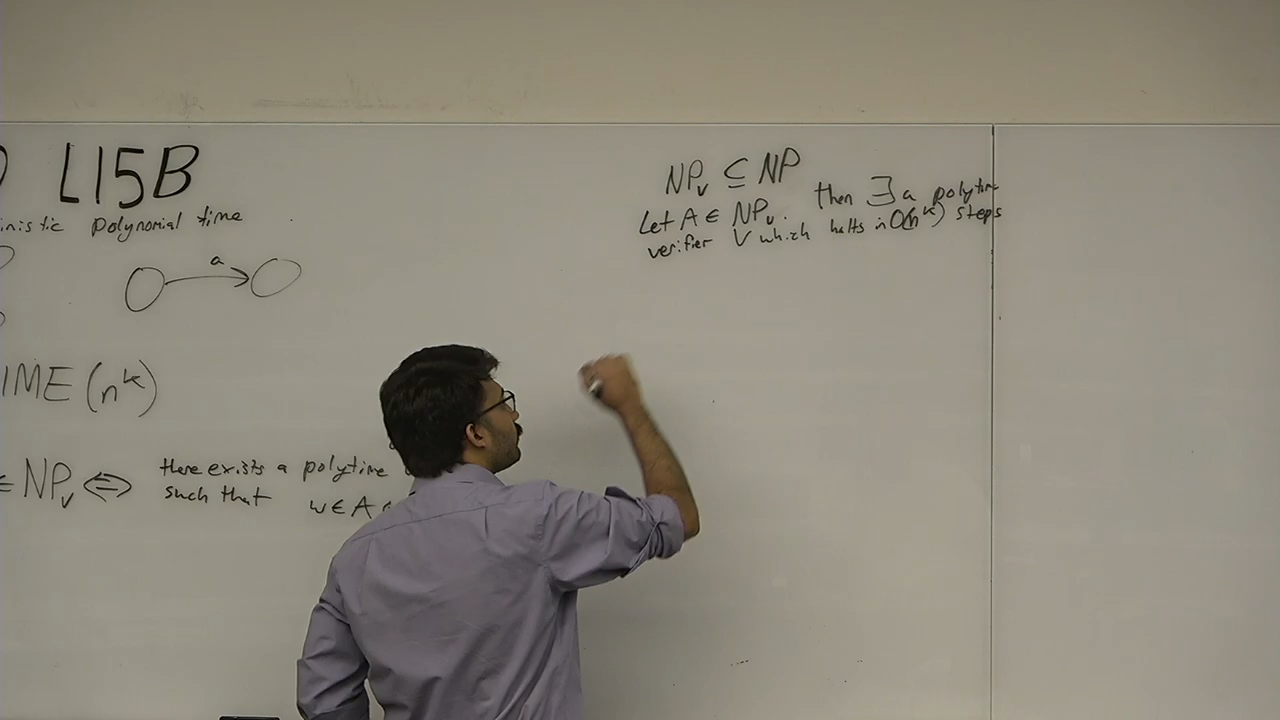 L15B
inistic Polynomial time
a
IME (n^k)
∈ NP_v ⇔ there exists a polytime
such that w ∈ A
NP_v ⊆ NP
Let A ∈ NP_v. then ∃ a polytim
verifier V which halts in O(n^k) steps